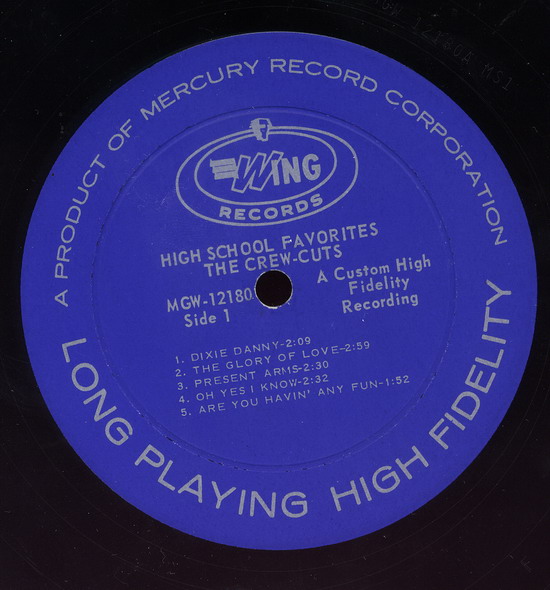 A PRODUCT OF MERCURY RECORD CORPORATION
WING
RECORDS
HIGH SCHOOL FAVORITES
THE CREW-CUTS
MGW-12180
Side 1
A Custom High
Fidelity
Recording
1. DIXIE DANNY-2:09
2. THE GLORY OF LOVE-2:59
3. PRESENT ARMS-2:30
4. OH YES I KNOW-2:32
5. ARE YOU HAVIN' ANY FUN-1:52
LONG PLAYING HIGH FIDELITY